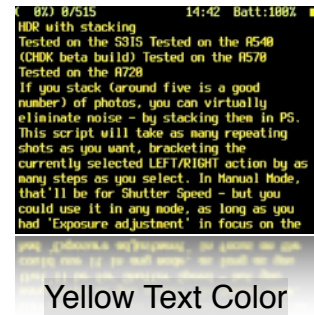 ( 0%) 0/515 14:42 Batt:100%
HDR with stacking
Tested on the S3IS Tested on the A540
(CHDK beta build) Tested on the A570
Tested on the A720
If you stack (around five is a good
number) of photos, you can virtually
eliminate noise - by stacking them in PS.
This script will take as many repeating
shots as you want, bracketing the
currently selected LEFT/RIGHT action by as
many steps as you select. In Manual Mode,
that'll be for Shutter Speed - but you
could use it in any mode, as long as you
had 'Exposure adjustment' in focus on the
Yellow Text Color